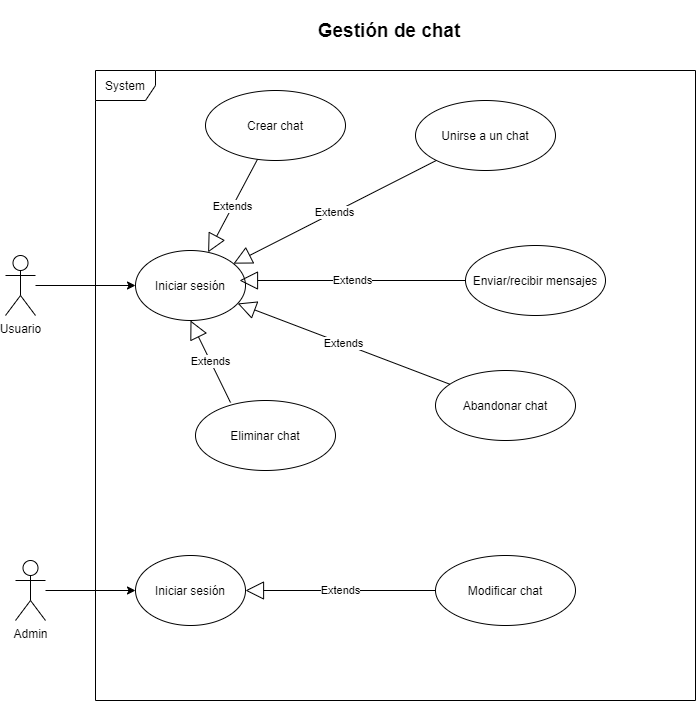 Gestión de chat
System
Crear chat
Unirse a un chat
Extends
Extends
Iniciar sesión
Extends
Enviar/recibir mensajes
Usuario
Extends
Extends
Abandonar chat
Eliminar chat
Iniciar sesión
Extends
Modificar chat
Admin